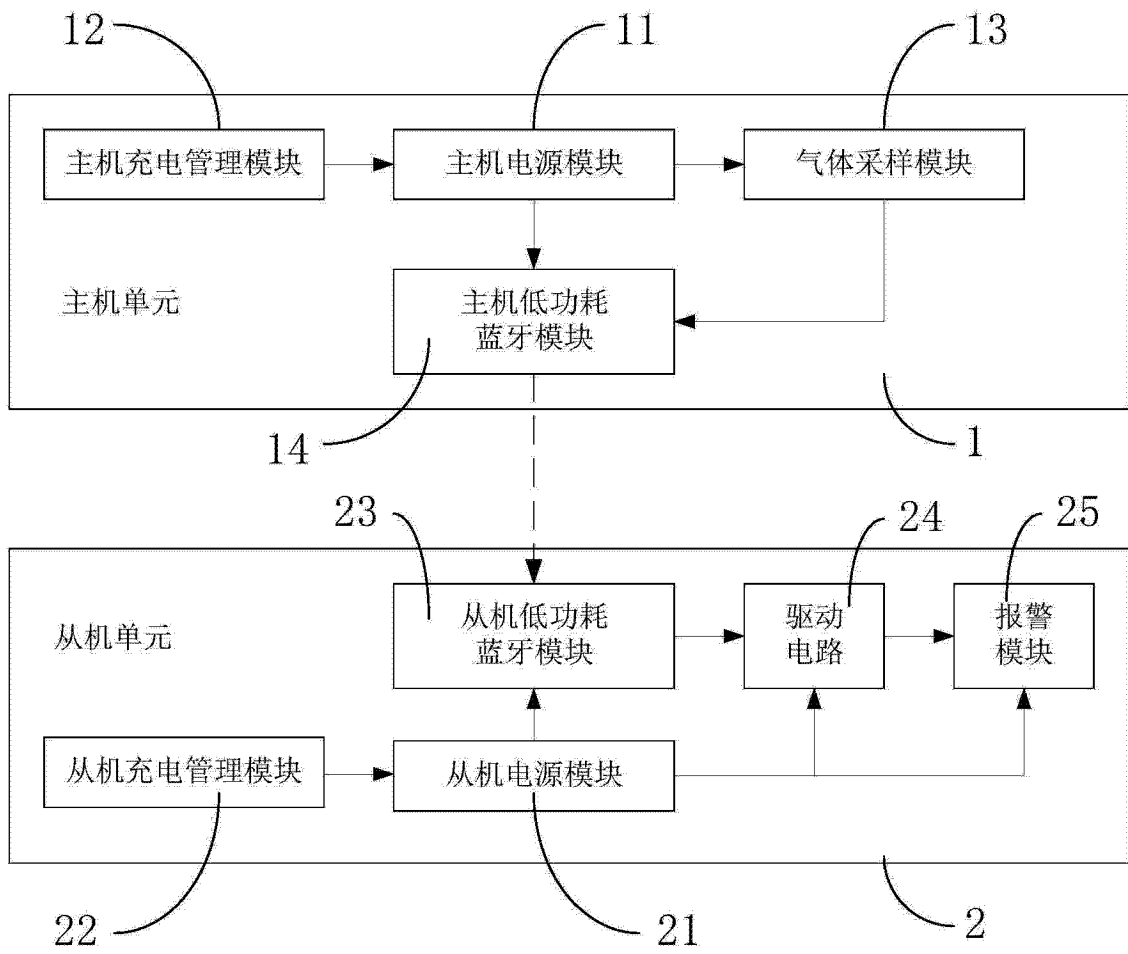 12
11
13
主机充电管理模块
主机电源模块
气体采样模块
主机单元
主机低功耗
蓝牙模块
14
1
23
24
25
从机单元
从机低功耗
蓝牙模块
驱动
电路
报警
模块
从机充电管理模块
从机电源模块
22
21
2